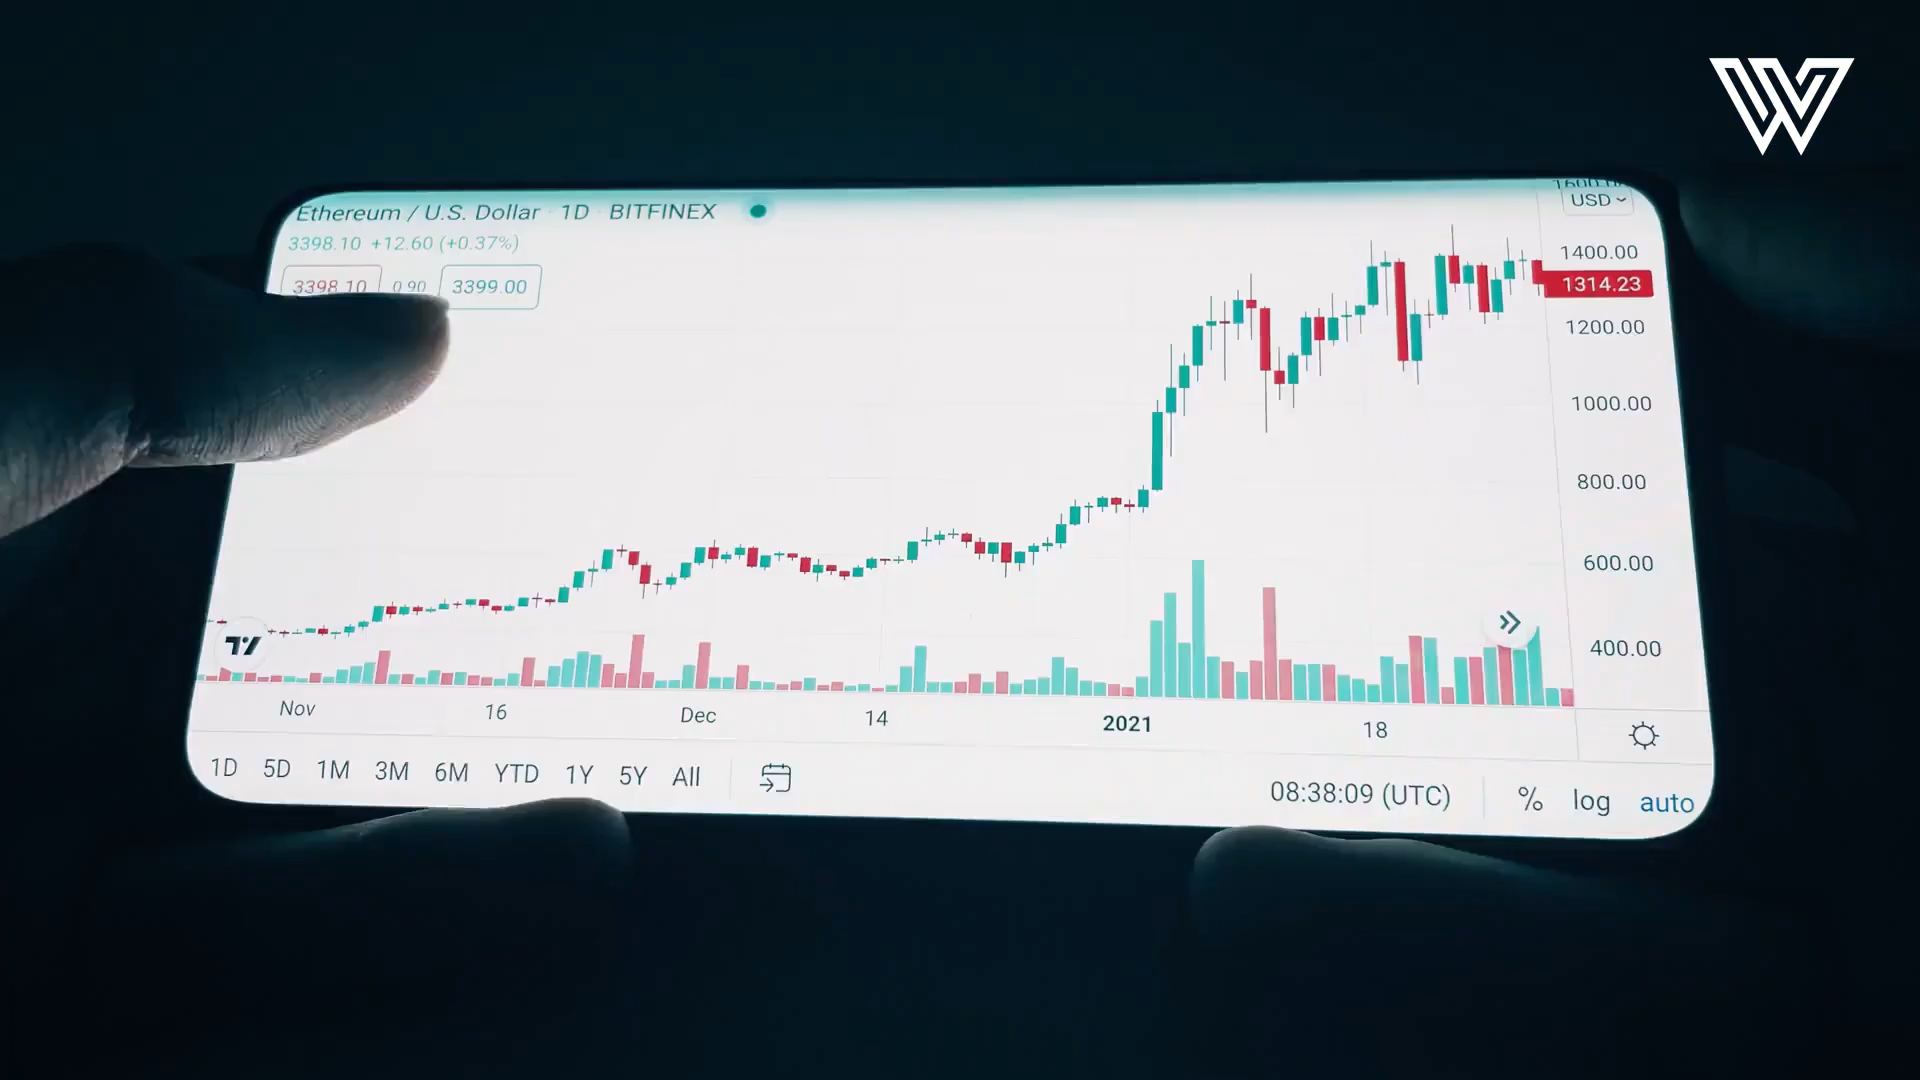 Ethereum / U.S. Dollar · 1D · BITFINEX
3398.10 +12.60 (+0.37%)
3398.10 0.90 3399.00
USD
1400.00
1314.23
1200.00
1000.00
800.00
600.00
400.00
Nov 16 Dec 14 2021 18
1D 5D 1M 3M 6M YTD 1Y 5Y All
08:38:09 (UTC) % log auto